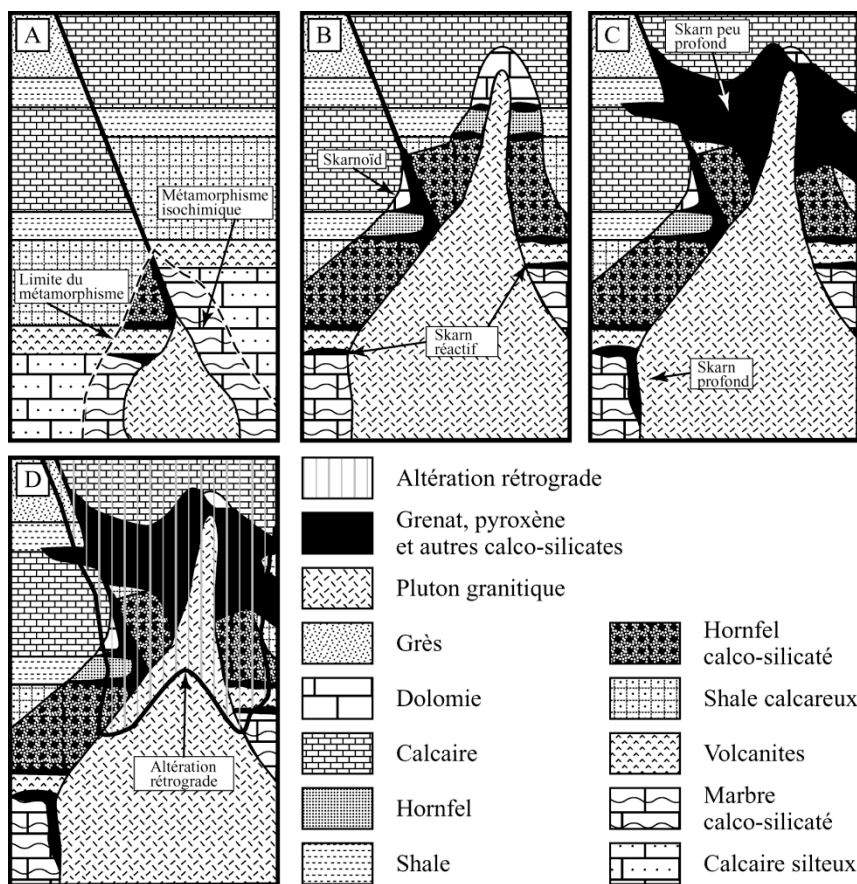 A
Métamorphisme
isochimique
Limite du
métamorphisme
B
Skarnoïd
Skarn
réactif
C
Skarn peu
profond
Skarn
profond
D
Altération
rétrograde
Altération rétrograde
Grenat, pyroxène
et autres calco-silicates
Pluton granitique
Grès
Dolomie
Calcaire
Hornfel
Shale
Hornfel
calco-silicaté
Shale calcareux
Volcanites
Marbre
calco-silicaté
Calcaire silteux